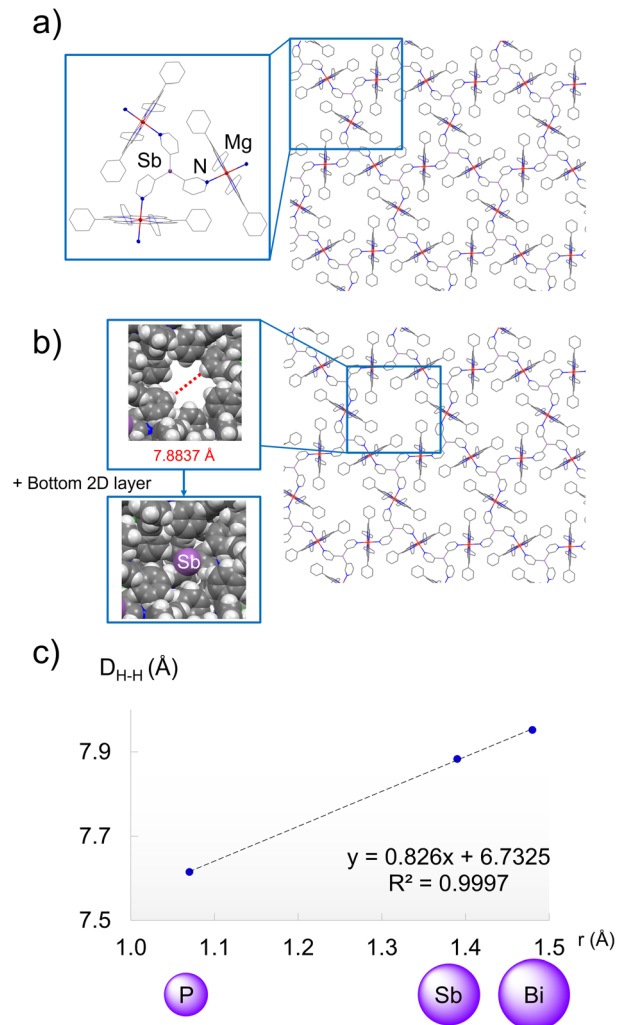 a)
Sb
N
Mg
b)
7.8837 Å
+ Bottom 2D layer
Sb
c)
D_H-H (Å)
7.9
7.7
7.5
y = 0.826x + 6.7325
R² = 0.9997
1.0 1.1 1.2 1.3 1.4 1.5 r (Å)
P Sb Bi